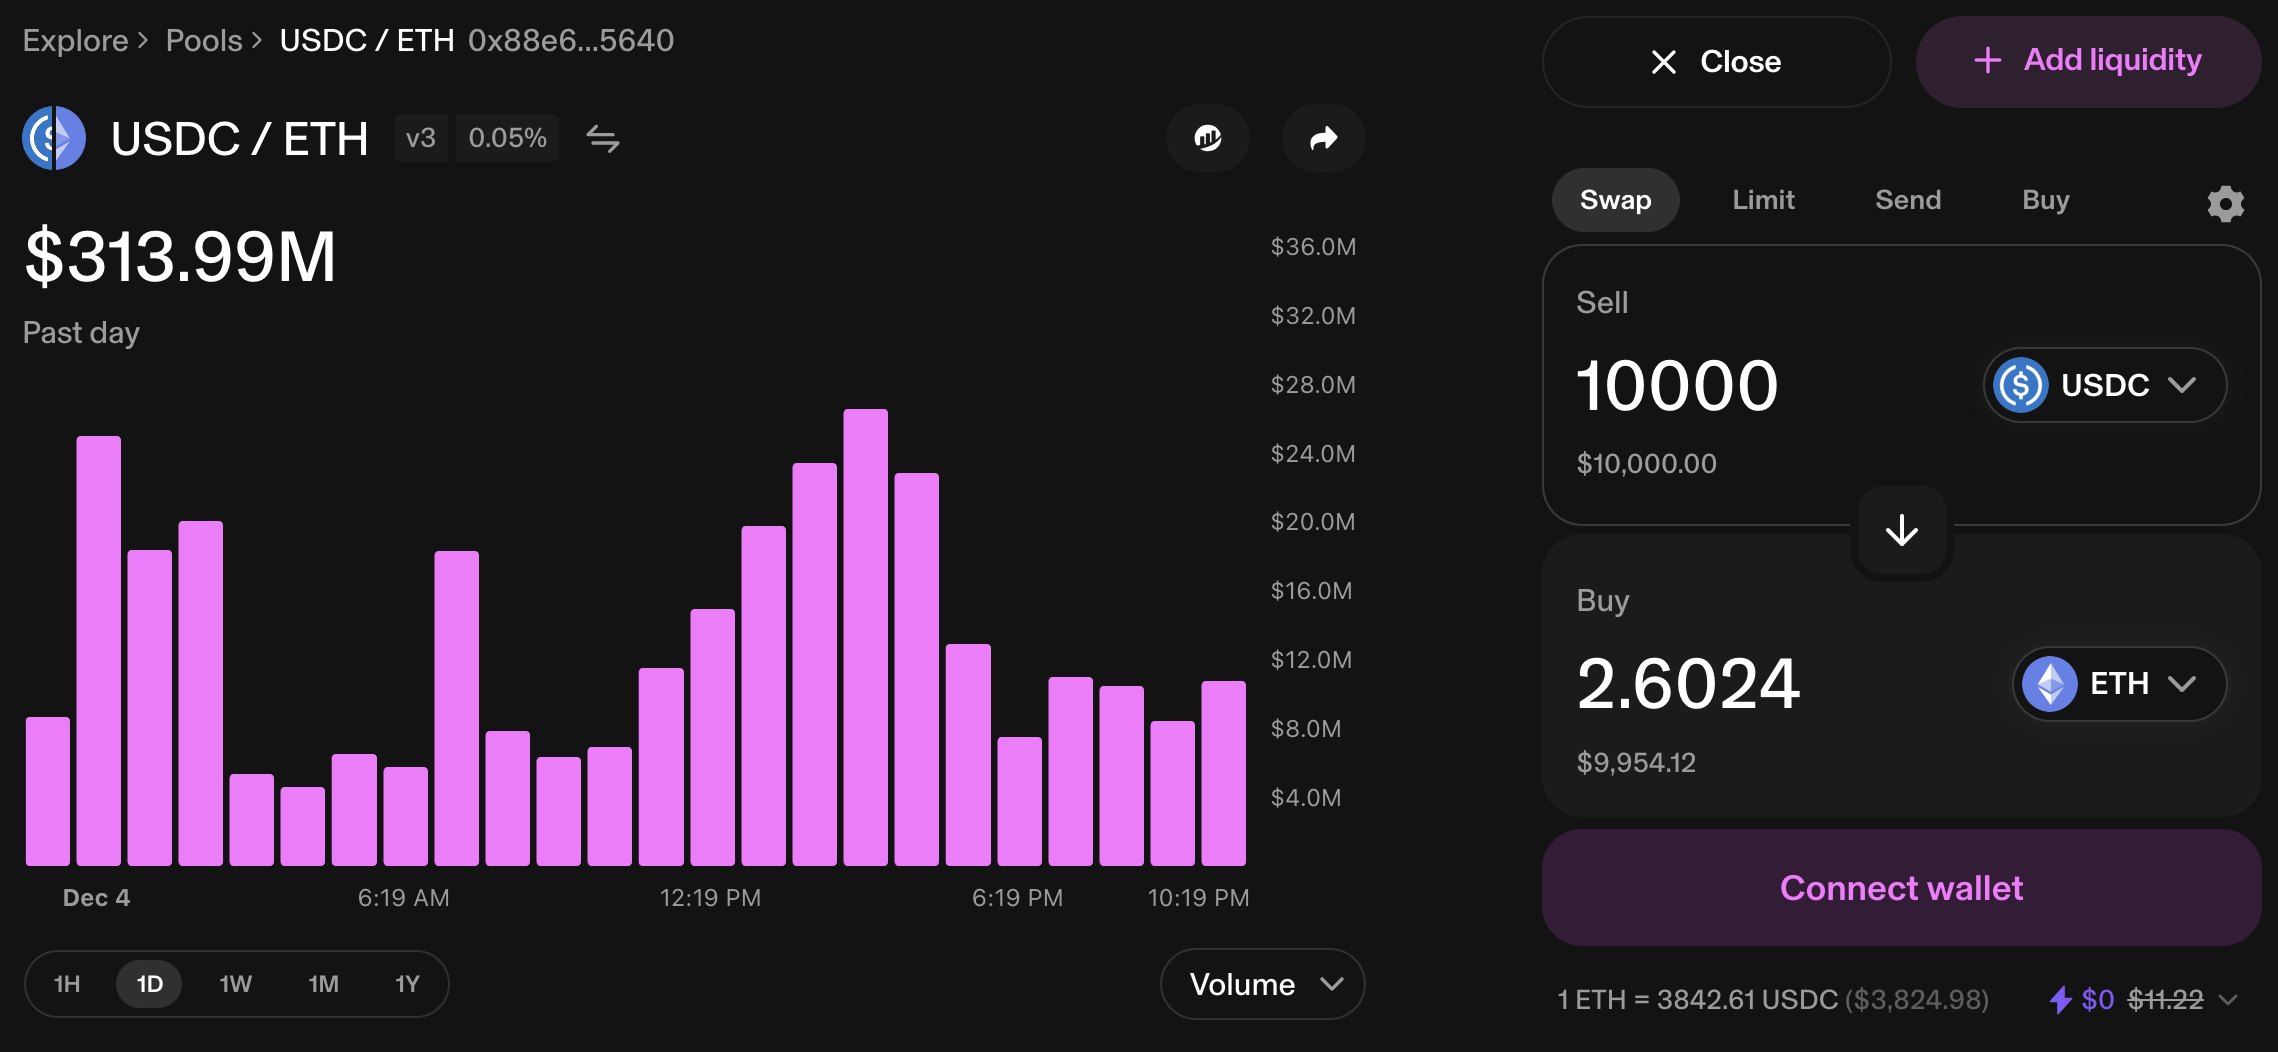 Explore > Pools > USDC / ETH 0x88e6...5640
Close
+ Add liquidity
USDC / ETH v3 0.05%
$313.99M
Past day
$36.0M
$32.0M
$28.0M
$24.0M
$20.0M
$16.0M
$12.0M
$8.0M
$4.0M
Dec 4 6:19 AM 12:19 PM 6:19 PM 10:19 PM
1H 1D 1W 1M 1Y
Volume
Swap Limit Send Buy
Sell
10000 USDC
$10,000.00
Buy
2.6024 ETH
$9,954.12
Connect wallet
1 ETH = 3842.61 USDC ($3,824.98) $0 $11.22